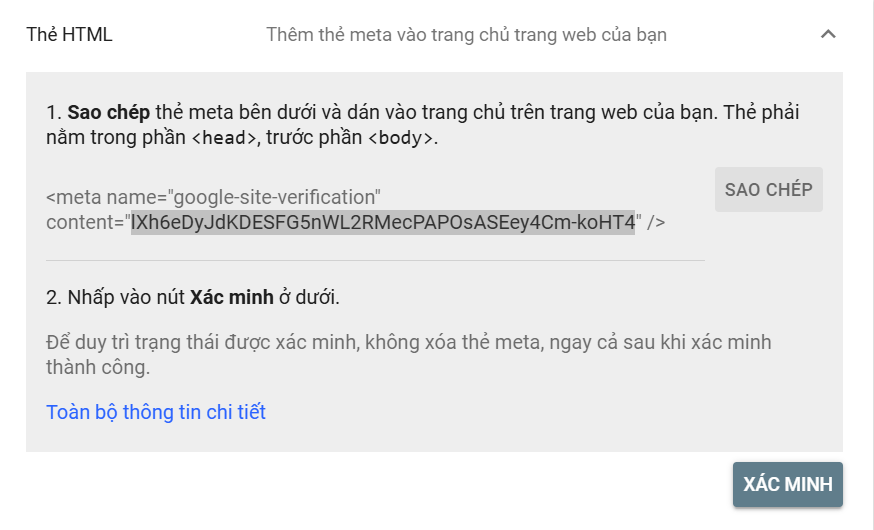 Thẻ HTML
Thêm thẻ meta vào trang chủ trang web của bạn
1. Sao chép thẻ meta bên dưới và dán vào trang chủ trên trang web của bạn. Thẻ phải
nằm trong phần <head>, trước phần <body>.
<meta name="google-site-verification"
content="IXh6eDyJdKDESFG5nWL2RMecPAPOsASEey4Cm-koHT4" />
SAO CHÉP
2. Nhấp vào nút Xác minh ở dưới.
Để duy trì trạng thái được xác minh, không xóa thẻ meta, ngay cả sau khi xác minh
thành công.
Toàn bộ thông tin chi tiết
XÁC MINH